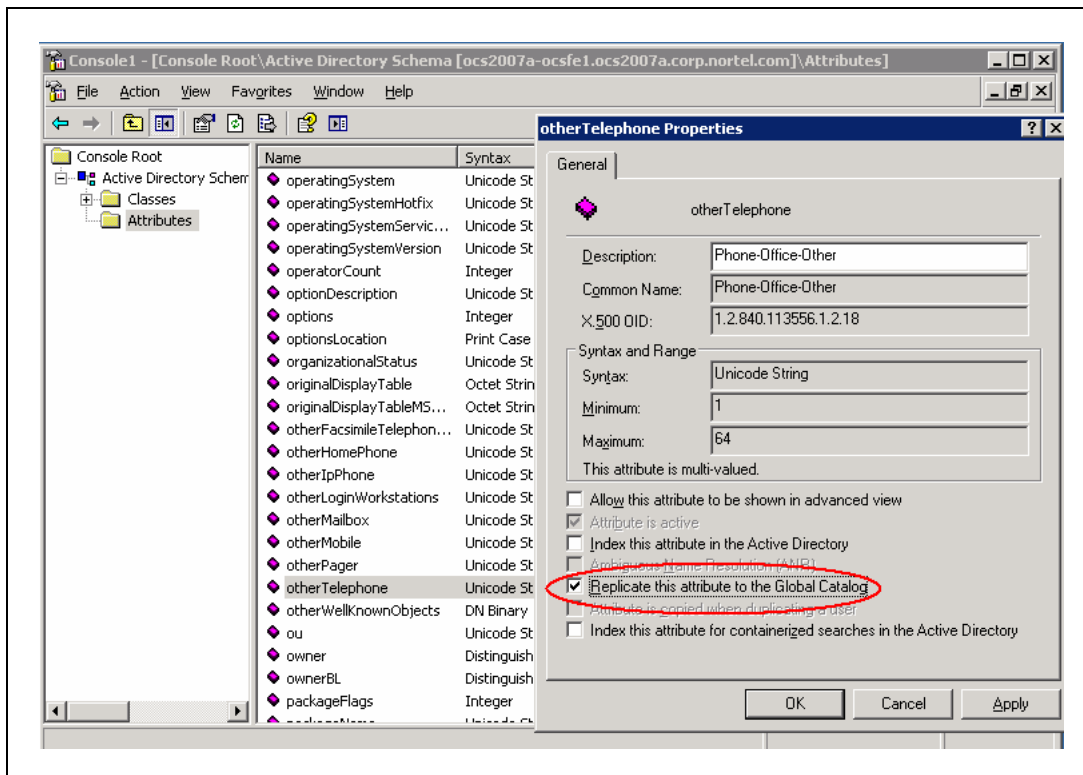 Console1 - [Console Root\Active Directory Schema [ocs2007a-ocsfe1.ocs2007a.corp.nortel.com]\Attributes]
File Action View Favorites Window Help
Console Root
Active Directory Schem
Classes
Attributes
Name Syntax
operatingSystem Unicode St
operatingSystemHotfix Unicode St
operatingSystemServic... Unicode St
operatingSystemVersion Unicode St
operatorCount Integer
optionDescription Unicode St
options Integer
optionsLocation Print Case
organizationalStatus Unicode St
originalDisplayTable Octet Strin
originalDisplayTableMS... Octet Strin
otherFacsimileTelephon... Unicode St
otherHomePhone Unicode St
otherIpPhone Unicode St
otherLoginWorkstations Unicode St
otherMailbox Unicode St
otherMobile Unicode St
otherPager Unicode St
otherTelephone Unicode St
otherWellKnownObjects DN Binary
ou Unicode St
owner Distinguish
ownerBL Distinguish
packageFlags Integer
otherTelephone Properties
General
otherTelephone
Description: Phone-Office-Other
Common Name: Phone-Office-Other
X.500 OID: 1.2.840.113556.1.2.18
Syntax and Range
Syntax: Unicode String
Minimum: 1
Maximum: 64
This attribute is multi-valued.
Allow this attribute to be shown in advanced view
Attribute is active
Index this attribute in the Active Directory
Ambiguous Name Resolution (ANR)
Replicate this attribute to the Global Catalog
Attribute is copied when duplicating a user
Index this attribute for containerized searches in the Active Directory
OK Cancel Apply